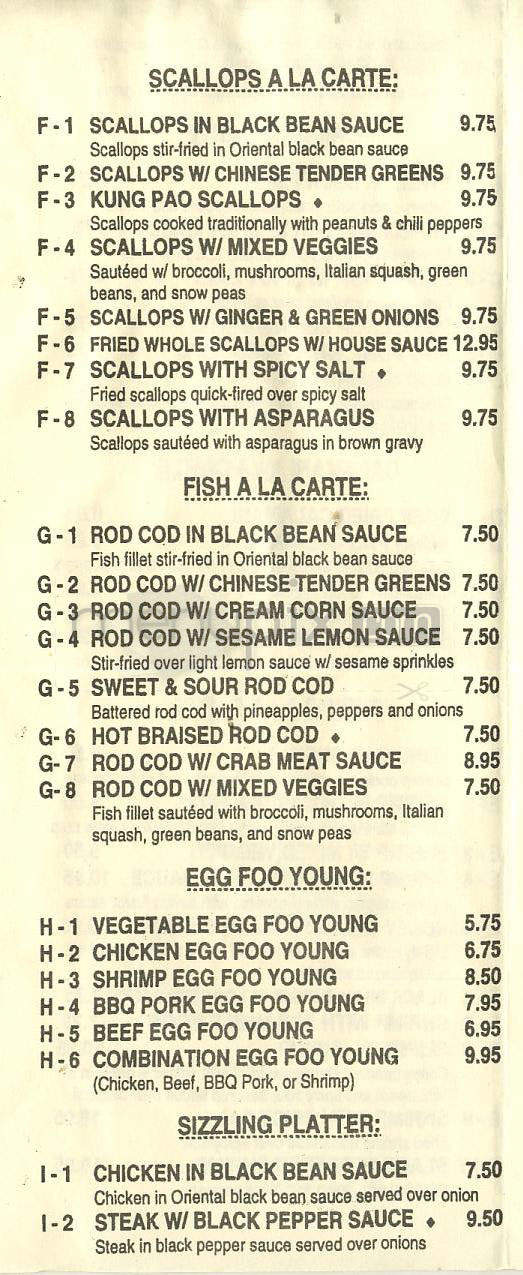 SCALLOPS A LA CARTE:
F - 1 SCALLOPS IN BLACK BEAN SAUCE 9.75
Scallops stir-fried in Oriental black bean sauce
F - 2 SCALLOPS W/ CHINESE TENDER GREENS 9.75
F - 3 KUNG PAO SCALLOPS ⬥ 9.75
Scallops cooked traditionally with peanuts & chili peppers
F - 4 SCALLOPS W/ MIXED VEGGIES 9.75
Sautéed w/ broccoli, mushrooms, Italian squash, green
beans, and snow peas
F - 5 SCALLOPS W/ GINGER & GREEN ONIONS 9.75
F - 6 FRIED WHOLE SCALLOPS W/ HOUSE SAUCE 12.95
F - 7 SCALLOPS WITH SPICY SALT ⬥ 9.75
Fried scallops quick-fired over spicy salt
F - 8 SCALLOPS WITH ASPARAGUS 9.75
Scallops sautéed with asparagus in brown gravy
FISH A LA CARTE:
G - 1 ROD COD IN BLACK BEAN SAUCE 7.50
Fish fillet stir-fried in Oriental black bean sauce
G - 2 ROD COD W/ CHINESE TENDER GREENS 7.50
G - 3 ROD COD W/ CREAM CORN SAUCE 7.50
G - 4 ROD COD W/ SESAME LEMON SAUCE 7.50
Stir-fried over light lemon sauce w/ sesame sprinkles
G - 5 SWEET & SOUR ROD COD 7.50
Battered rod cod with pineapples, peppers and onions
G- 6 HOT BRAISED ROD COD ⬥ 7.50
G- 7 ROD COD W/ CRAB MEAT SAUCE 8.95
G- 8 ROD COD W/ MIXED VEGGIES 7.50
Fish fillet sautéed with broccoli, mushrooms, Italian
squash, green beans, and snow peas
EGG FOO YOUNG:
H - 1 VEGETABLE EGG FOO YOUNG 5.75
H - 2 CHICKEN EGG FOO YOUNG 6.75
H - 3 SHRIMP EGG FOO YOUNG 8.50
H - 4 BBQ PORK EGG FOO YOUNG 7.95
H - 5 BEEF EGG FOO YOUNG 6.95
H - 6 COMBINATION EGG FOO YOUNG 9.95
(Chicken, Beef, BBQ Pork, or Shrimp)
SIZZLING PLATTER:
I - 1 CHICKEN IN BLACK BEAN SAUCE 7.50
Chicken in Oriental black bean sauce served over onion
I - 2 STEAK W/ BLACK PEPPER SAUCE ⬥ 9.50
Steak in black pepper sauce served over onions